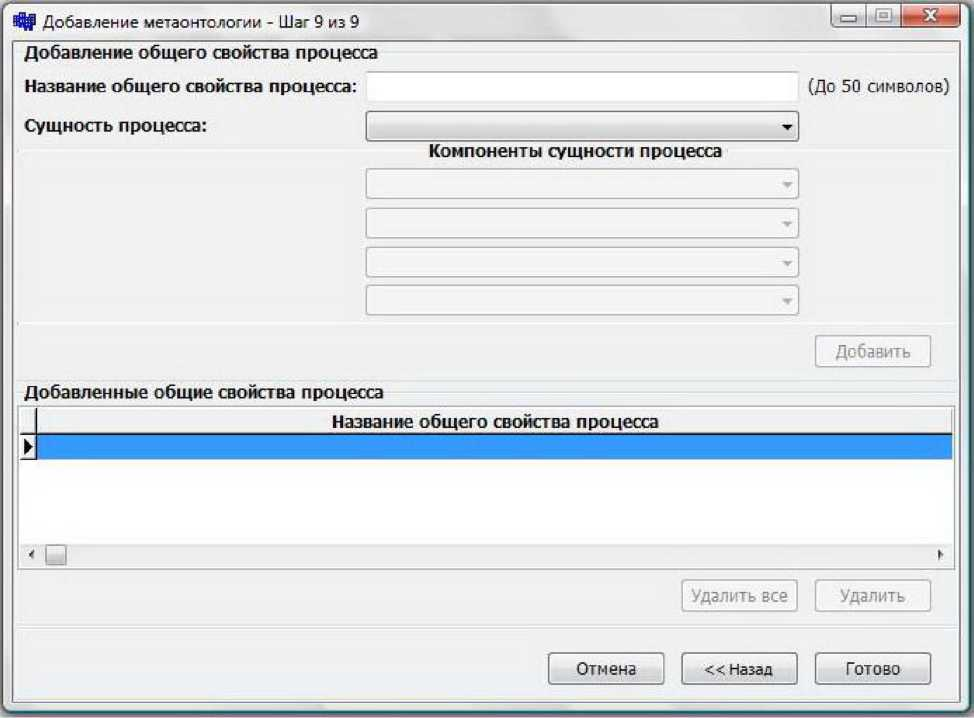 Добавление метаонтологии - Шаг 9 из 9
Добавление общего свойства процесса
Название общего свойства процесса: (До 50 символов)
Сущность процесса:
Компоненты сущности процесса
Добавить
Добавленные общие свойства процесса
Название общего свойства процесса
Удалить все Удалить
Отмена << Назад Готово